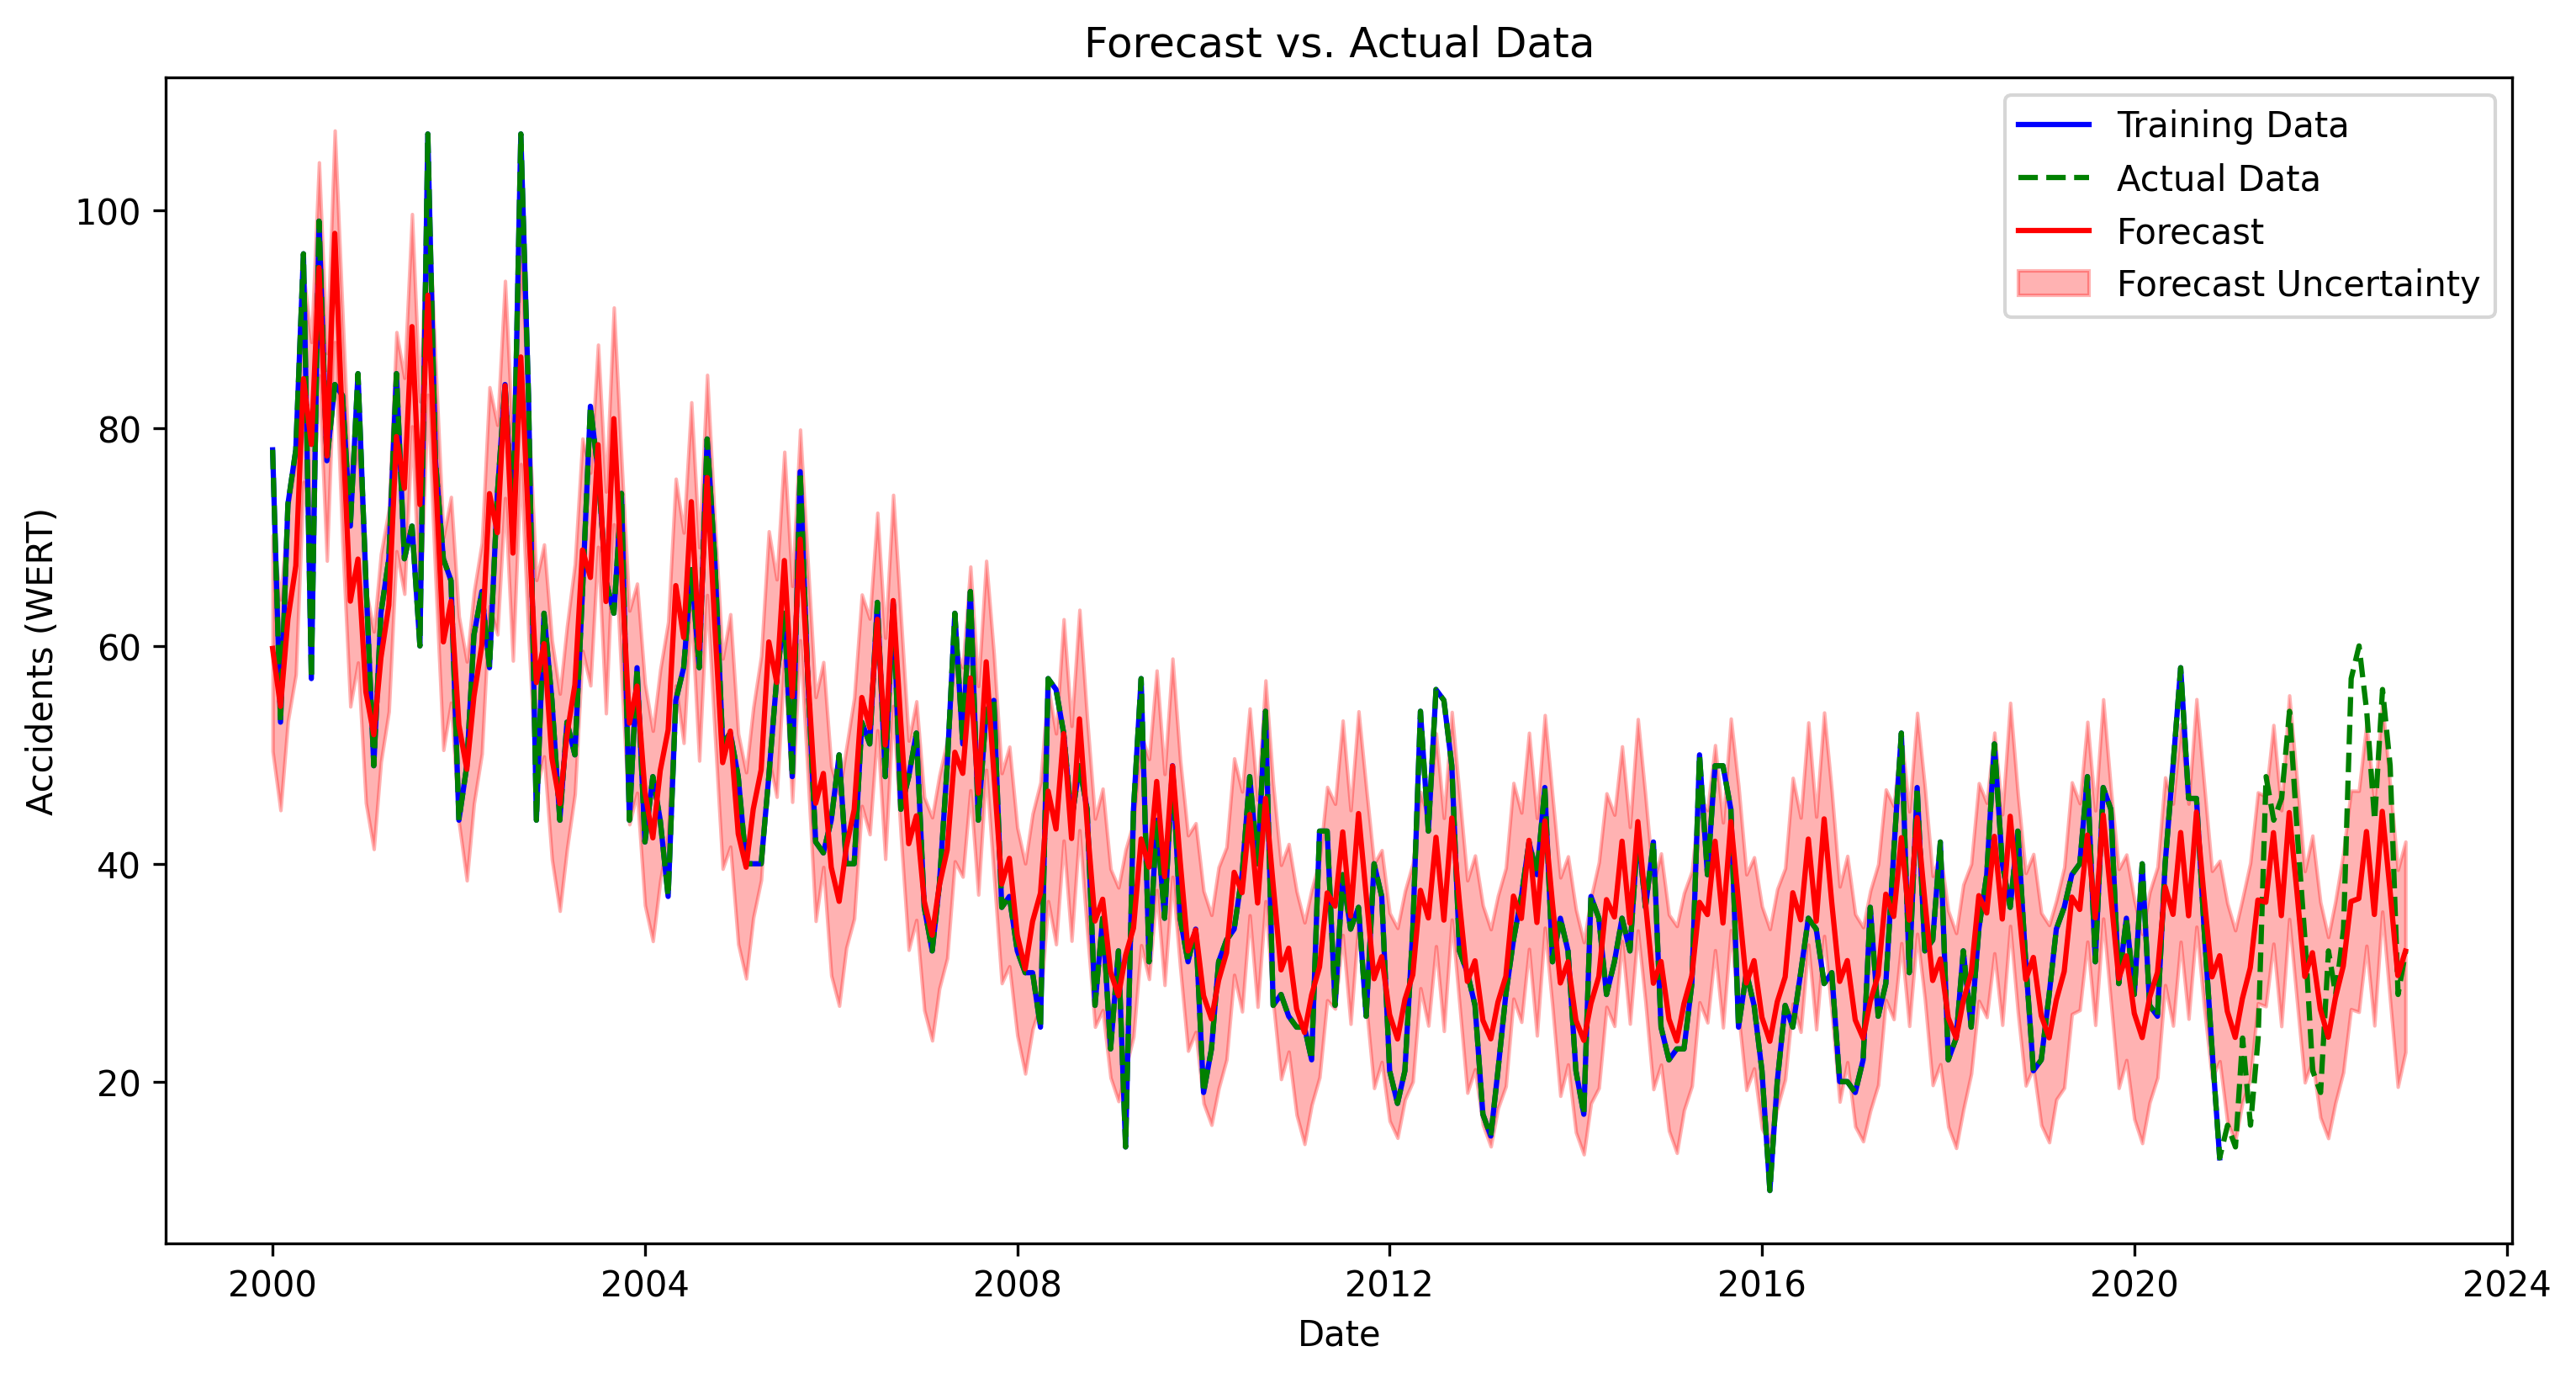 Forecast vs. Actual Data
Training Data
Actual Data
Forecast
Forecast Uncertainty
Accidents (WERT)
100
80
60
40
20
2000
2004
2008
2012
2016
2020
2024
Date